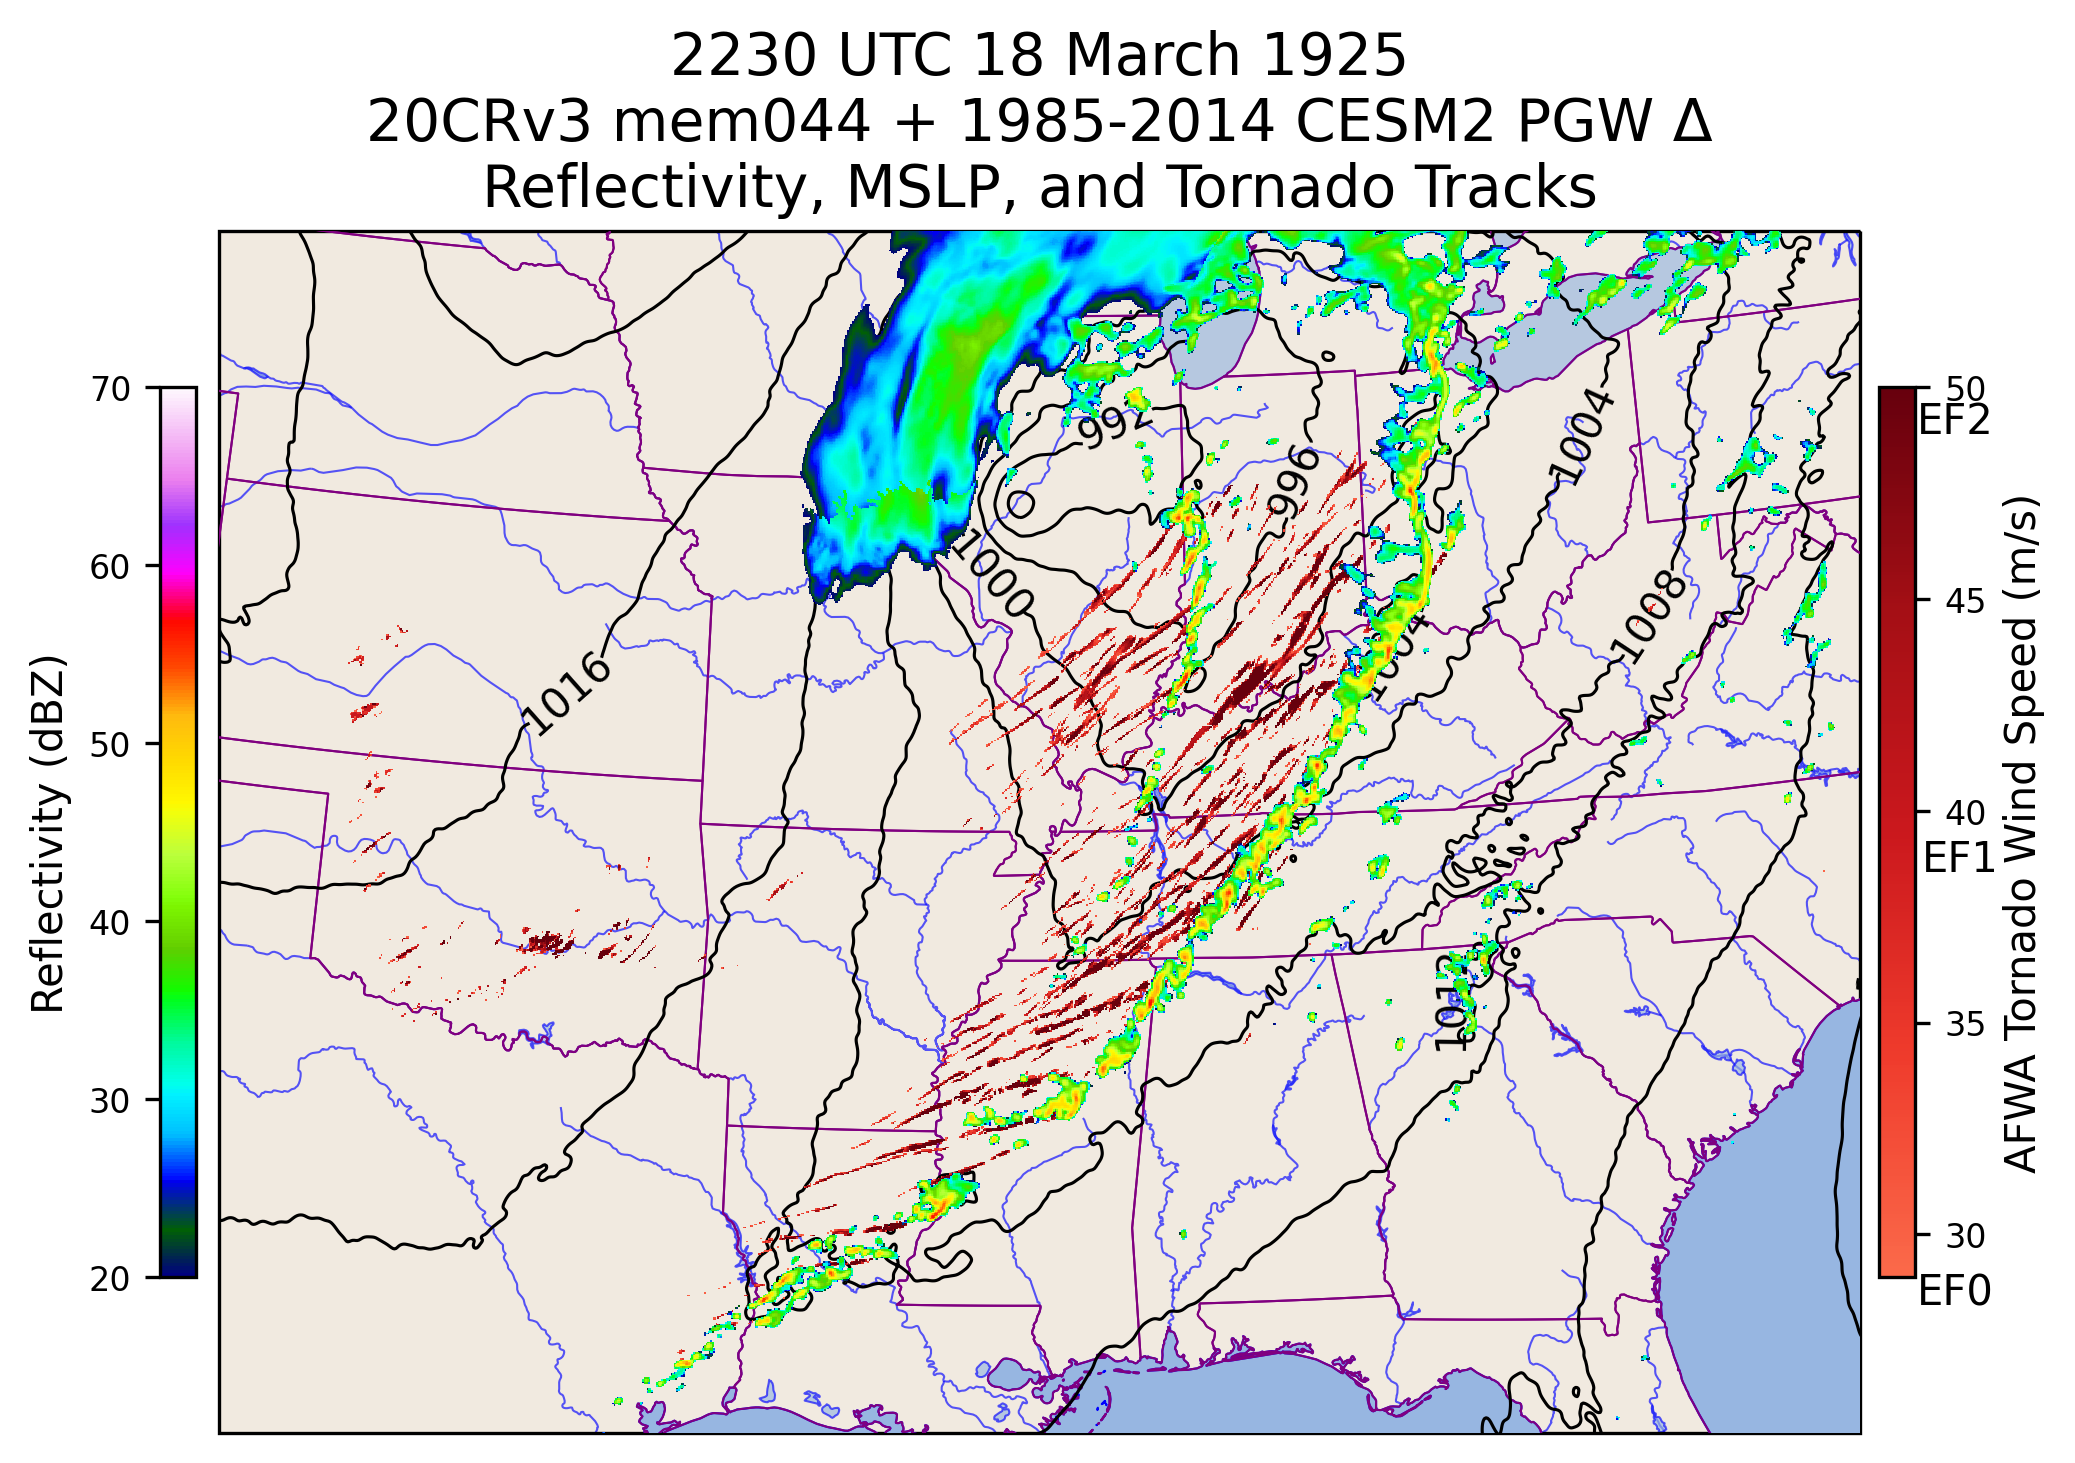 2230 UTC 18 March 1925
20CRv3 mem044 + 1985-2014 CESM2 PGW Δ
Reflectivity, MSLP, and Tornado Tracks
70
60
50
40
30
20
Reflectivity (dBZ)
992
996
1004
1000
1008
1004
1016
1012
50
EF2
45
40
EF1
35
30
EF0
AFWA Tornado Wind Speed (m/s)